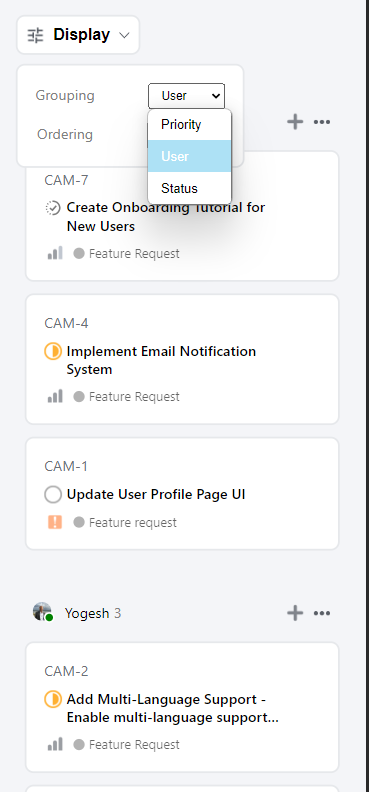 Display
Grouping
User
Ordering
Priority
User
Status
CAM-7
Create Onboarding Tutorial for
New Users
Feature Request
CAM-4
Implement Email Notification
System
Feature Request
CAM-1
Update User Profile Page UI
Feature request
Yogesh 3
CAM-2
Add Multi-Language Support -
Enable multi-language support...
Feature Request